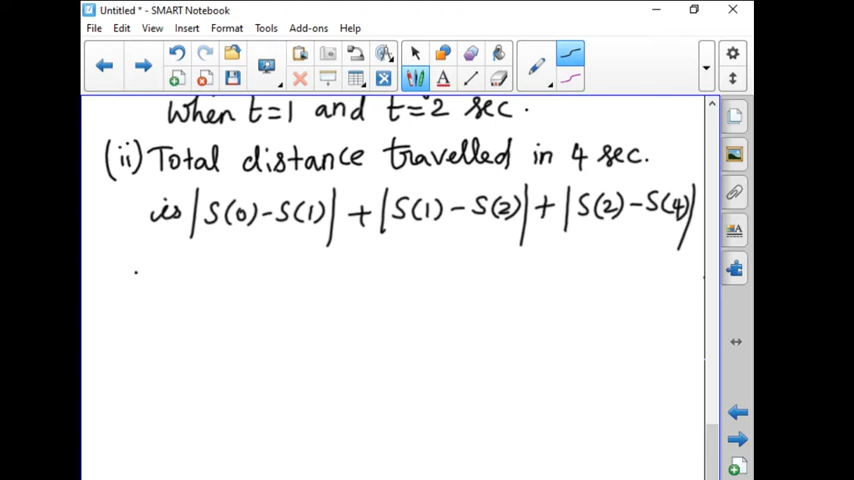 Untitled * - SMART Notebook
File Edit View Insert Format Tools Add-ons Help
when t=1 and t=2 sec.
(ii) Total distance travelled in 4 sec.
is |S(0)-S(1)| + |S(1)-S(2)| + |S(2)-S(4)|